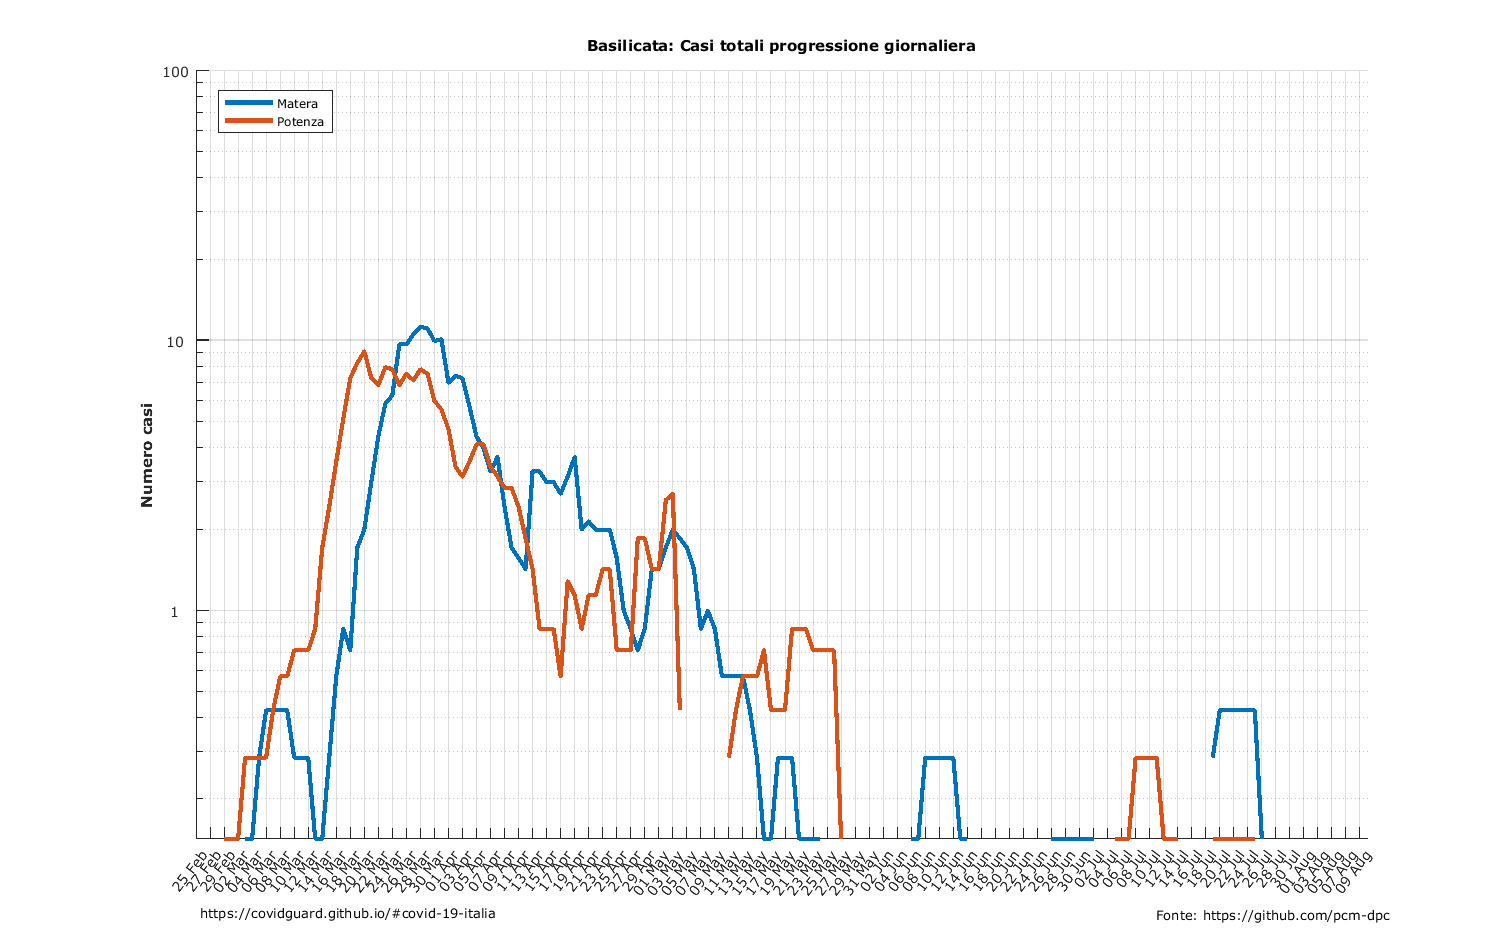 Basilicata: Casi totali progressione giornaliera
100
10
1
Matera
Potenza
Numero casi
25 Feb
27 Feb
29 Feb
02 Mar
04 Mar
06 Mar
08 Mar
10 Mar
12 Mar
14 Mar
16 Mar
18 Mar
20 Mar
22 Mar
24 Mar
26 Mar
28 Mar
30 Mar
01 Apr
03 Apr
05 Apr
07 Apr
09 Apr
11 Apr
13 Apr
15 Apr
17 Apr
19 Apr
21 Apr
23 Apr
25 Apr
27 Apr
29 Apr
01 May
03 May
05 May
07 May
09 May
11 May
13 May
15 May
17 May
19 May
21 May
23 May
25 May
27 May
29 May
31 May
02 Jun
04 Jun
06 Jun
08 Jun
10 Jun
12 Jun
14 Jun
16 Jun
18 Jun
20 Jun
22 Jun
24 Jun
26 Jun
28 Jun
30 Jun
02 Jul
04 Jul
06 Jul
08 Jul
10 Jul
12 Jul
14 Jul
16 Jul
18 Jul
20 Jul
22 Jul
24 Jul
26 Jul
28 Jul
30 Jul
01 Aug
03 Aug
05 Aug
07 Aug
09 Aug
https://covidguard.github.io/#covid-19-italia
Fonte: https://github.com/pcm-dpc